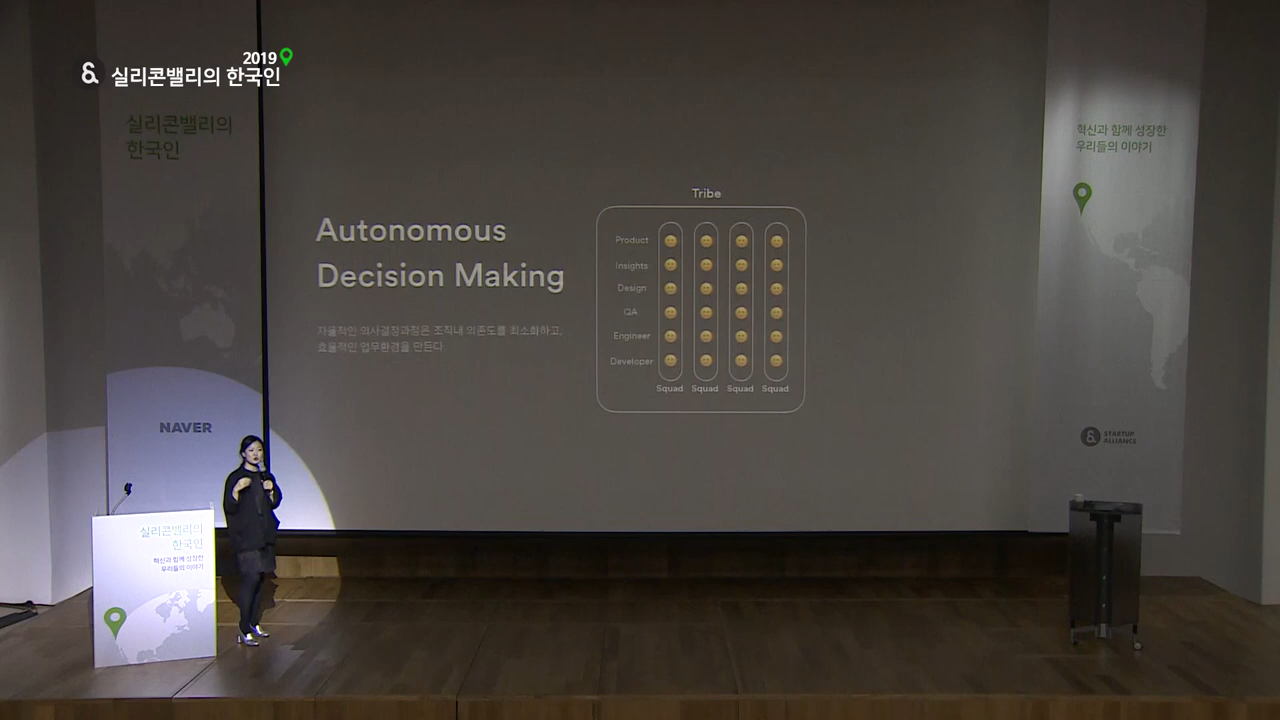 2019
& 실리콘밸리의 한국인
실리콘밸리의
한국인
NAVER
Autonomous
Decision Making
자율적인 의사결정과정은 조직내 의존도를 최소화하고,
효율적인 업무환경을 만든다
Tribe
Product
Insights
Design
QA
Engineer
Developer
Squad Squad Squad Squad
혁신과 함께 성장한
우리들의 이야기
& STARTUP
ALLIANCE
실리콘밸리의
한국인
혁신과 함께 성장한
우리들의 이야기